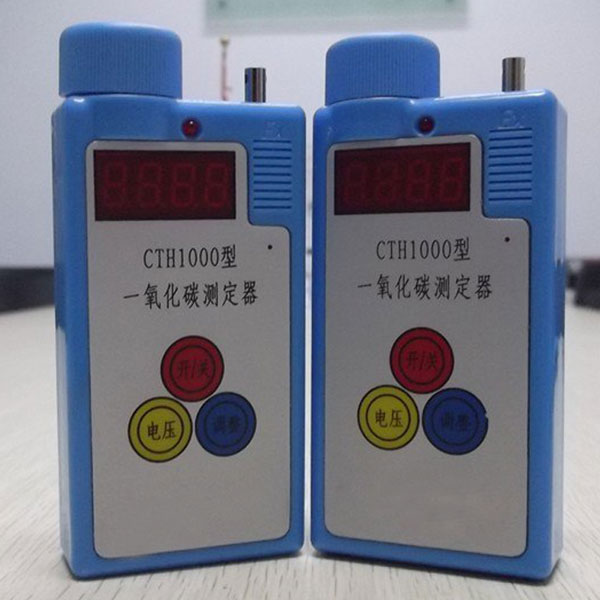 CTH1000型
一氧化碳测定器
开/关
电压
调整
CTH1000型
一氧化碳测定器
开/关
电压
调整